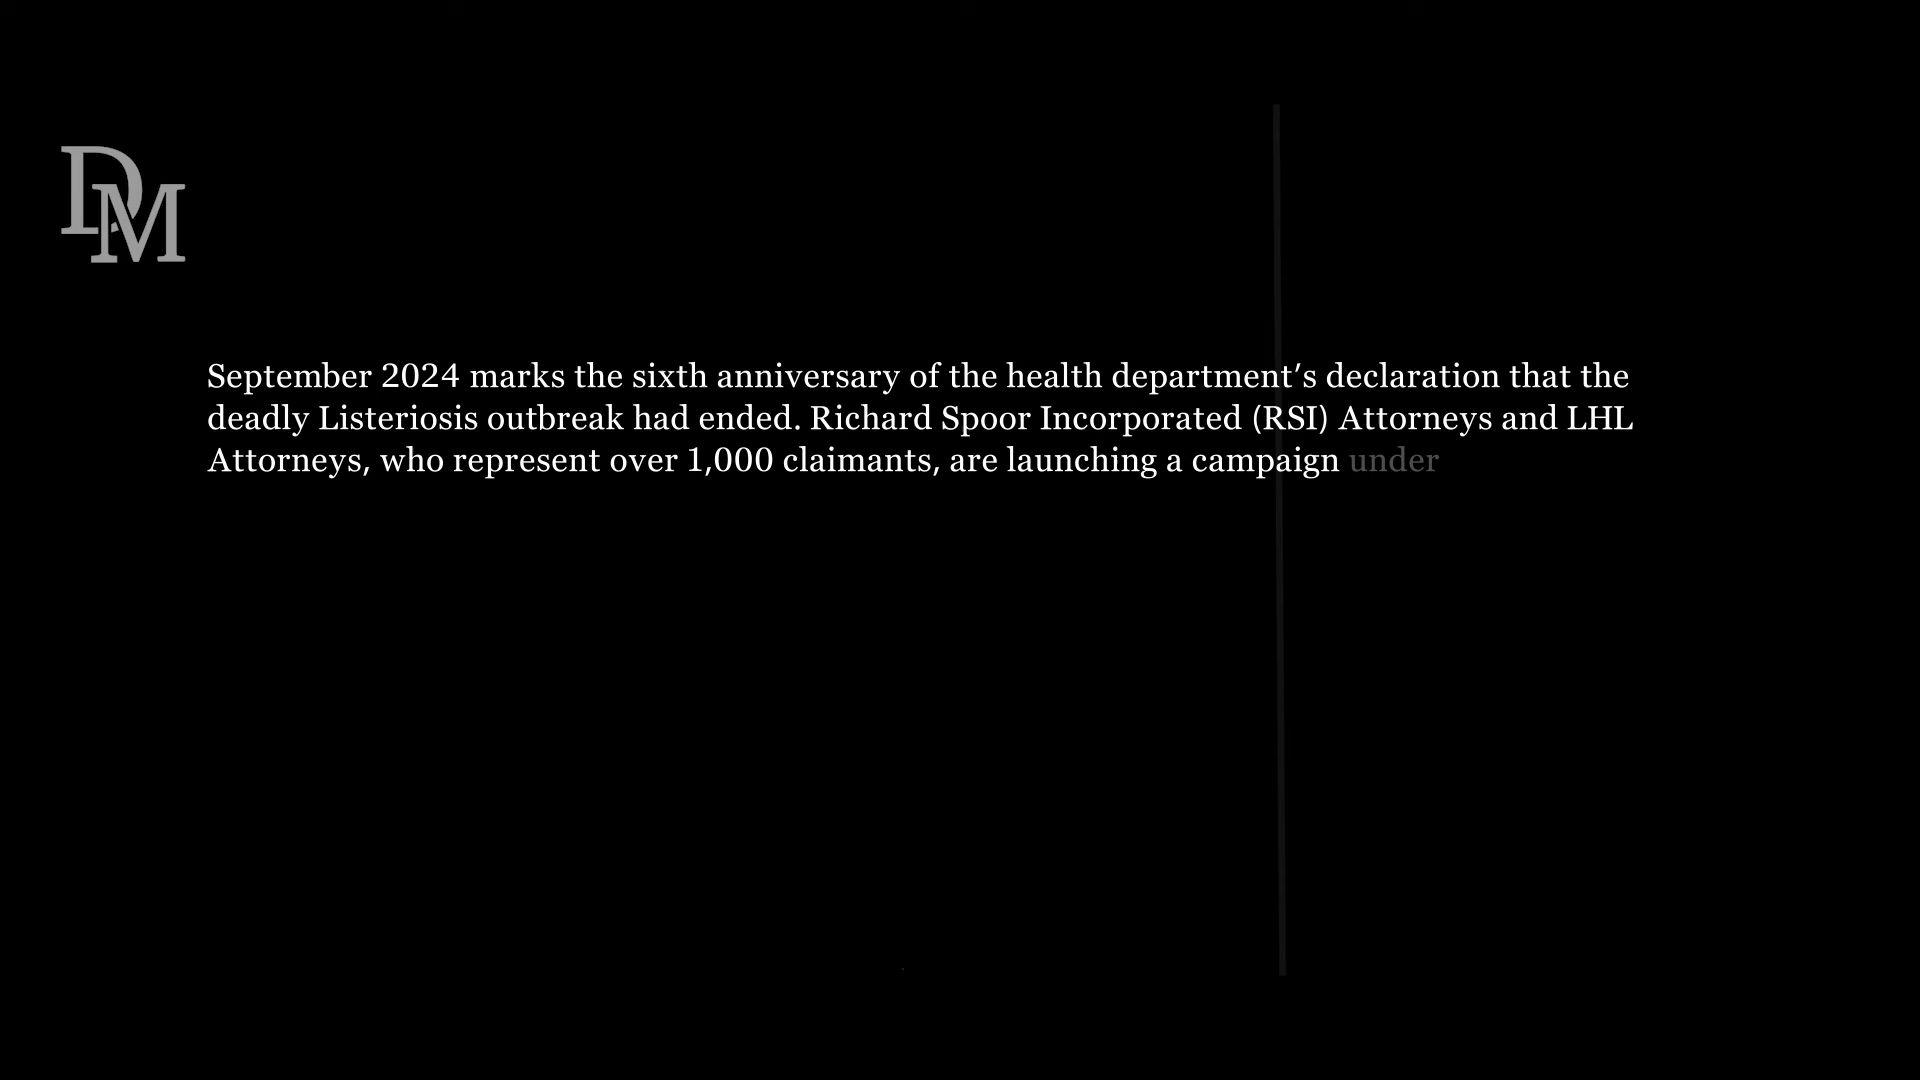 DM
September 2024 marks the sixth anniversary of the health department's declaration that the
deadly Listeriosis outbreak had ended. Richard Spoor Incorporated (RSI) Attorneys and LHL
Attorneys, who represent over 1,000 claimants, are launching a campaign under